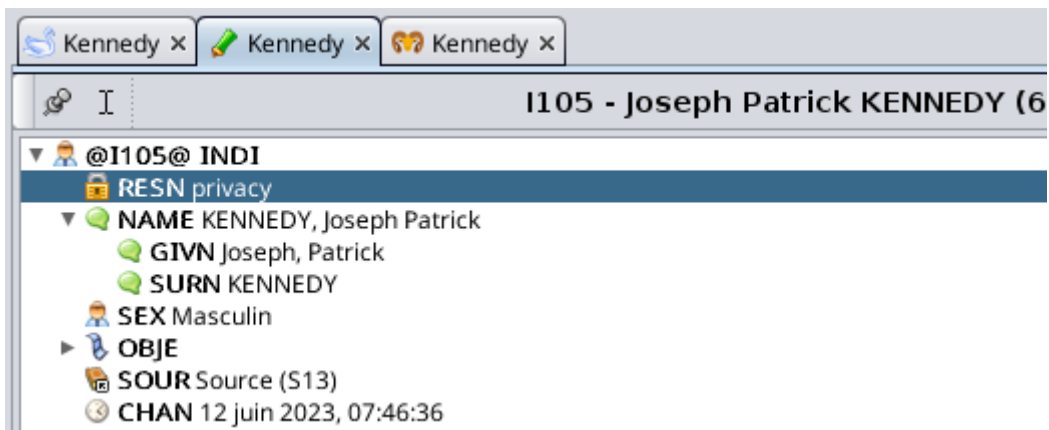 Kennedy × Kennedy × Kennedy ×
I105 - Joseph Patrick KENNEDY (6
@I105@ INDI
RESN privacy
NAME KENNEDY, Joseph Patrick
GIVN Joseph, Patrick
SURN KENNEDY
SEX Masculin
OBJE
SOUR Source (S13)
CHAN 12 juin 2023, 07:46:36